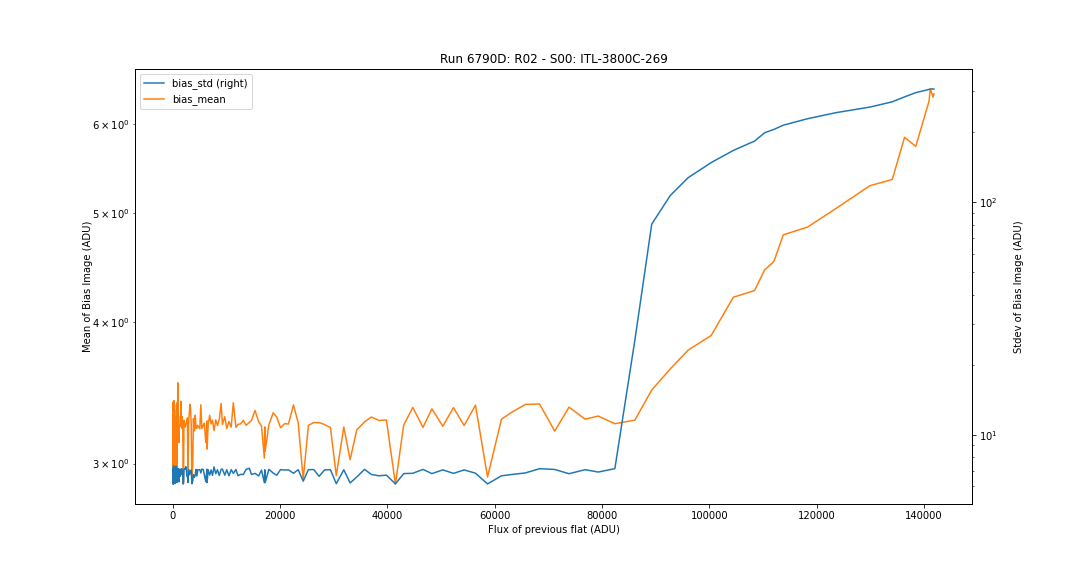 Run 6790D: R02 - S00: ITL-3800C-269
bias_std (right)
bias_mean
6 × 10⁰
5 × 10⁰
4 × 10⁰
3 × 10⁰
Mean of Bias Image (ADU)
10²
10¹
Stdev of Bias Image (ADU)
0 20000 40000 60000 80000 100000 120000 140000
Flux of previous flat (ADU)